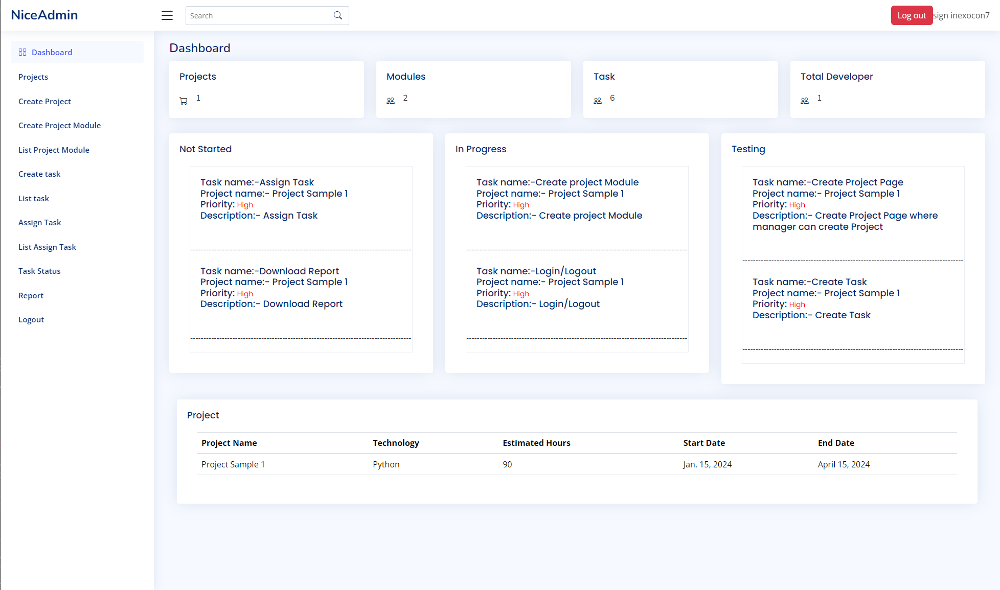 NiceAdmin
Search
Log out
sign inexocon7
Dashboard
Projects
Create Project
Create Project Module
List Project Module
Create task
List task
Assign Task
List Assign Task
Task Status
Report
Logout
Dashboard
Projects
1
Modules
2
Task
6
Total Developer
1
Not Started
Task name:-Assign Task
Project name:- Project Sample 1
Priority: High
Description:- Assign Task
Task name:-Download Report
Project name:- Project Sample 1
Priority: High
Description:- Download Report
In Progress
Task name:-Create project Module
Project name:- Project Sample 1
Priority: High
Description:- Create project Module
Task name:-Login/Logout
Project name:- Project Sample 1
Priority: High
Description:- Login/Logout
Testing
Task name:-Create Project Page
Project name:- Project Sample 1
Priority: High
Description:- Create Project Page where
manager can create Project
Task name:-Create Task
Project name:- Project Sample 1
Priority: High
Description:- Create Task
Project
Project Name Technology Estimated Hours Start Date End Date
Project Sample 1 Python 90 Jan. 15, 2024 April 15, 2024